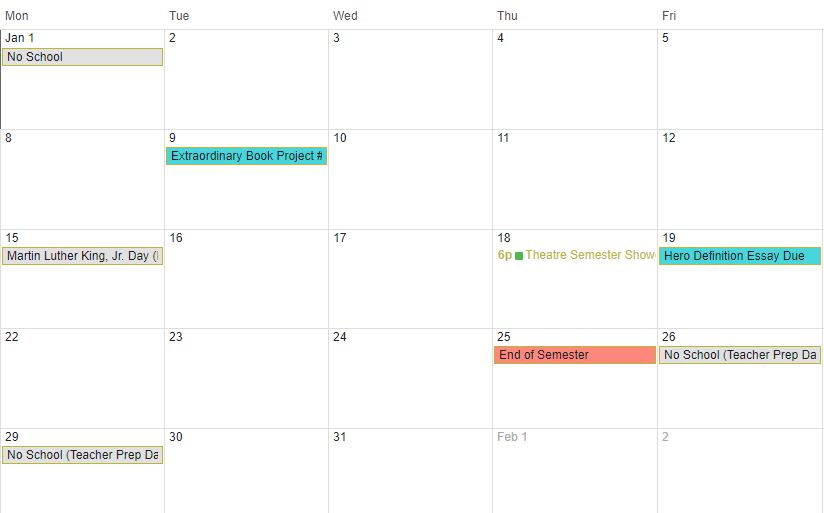 Mon Tue Wed Thu Fri
Jan 1 2 3 4 5
No School
8 9 10 11 12
Extraordinary Book Project #
15 16 17 18 19
Martin Luther King, Jr. Day ( 6p Theatre Semester Show Hero Definition Essay Due
22 23 24 25 26
End of Semester No School (Teacher Prep Da
29 30 31 Feb 1 2
No School (Teacher Prep Da